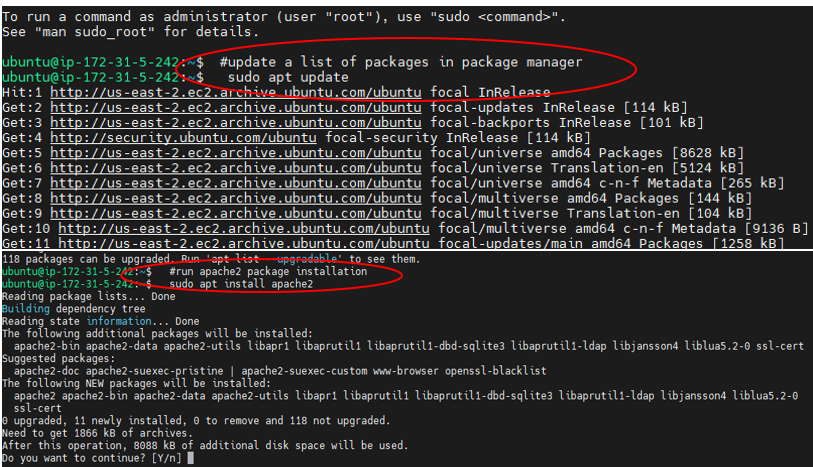 To run a command as administrator (user "root"), use "sudo <command>".
See "man sudo_root" for details.
ubuntu@ip-172-31-5-242:~$  #update a list of packages in package manager
ubuntu@ip-172-31-5-242:~$   sudo apt update
Hit:1 http://us-east-2.ec2.archive.ubuntu.com/ubuntu focal InRelease
Get:2 http://us-east-2.ec2.archive.ubuntu.com/ubuntu focal-updates InRelease [114 kB]
Get:3 http://us-east-2.ec2.archive.ubuntu.com/ubuntu focal-backports InRelease [101 kB]
Get:4 http://security.ubuntu.com/ubuntu focal-security InRelease [114 kB]
Get:5 http://us-east-2.ec2.archive.ubuntu.com/ubuntu focal/universe amd64 Packages [8628 kB]
Get:6 http://us-east-2.ec2.archive.ubuntu.com/ubuntu focal/universe Translation-en [5124 kB]
Get:7 http://us-east-2.ec2.archive.ubuntu.com/ubuntu focal/universe amd64 c-n-f Metadata [265 kB]
Get:8 http://us-east-2.ec2.archive.ubuntu.com/ubuntu focal/multiverse amd64 Packages [144 kB]
Get:9 http://us-east-2.ec2.archive.ubuntu.com/ubuntu focal/multiverse Translation-en [104 kB]
Get:10 http://us-east-2.ec2.archive.ubuntu.com/ubuntu focal/multiverse amd64 c-n-f Metadata [9136 B]
Get:11 http://us-east-2.ec2.archive.ubuntu.com/ubuntu focal-updates/main amd64 Packages [1258 kB]
118 packages can be upgraded. Run 'apt list --upgradable' to see them.
ubuntu@ip-172-31-5-242:~$   #run apache2 package installation
ubuntu@ip-172-31-5-242:~$   sudo apt install apache2
Reading package lists... Done
Building dependency tree
Reading state information... Done
The following additional packages will be installed:
  apache2-bin apache2-data apache2-utils libapr1 libaprutil1 libaprutil1-dbd-sqlite3 libaprutil1-ldap libjansson4 liblua5.2-0 ssl-cert
Suggested packages:
  apache2-doc apache2-suexec-pristine | apache2-suexec-custom www-browser openssl-blacklist
The following NEW packages will be installed:
  apache2 apache2-bin apache2-data apache2-utils libapr1 libaprutil1 libaprutil1-dbd-sqlite3 libaprutil1-ldap libjansson4 liblua5.2-0
  ssl-cert
0 upgraded, 11 newly installed, 0 to remove and 118 not upgraded.
Need to get 1866 kB of archives.
After this operation, 8088 kB of additional disk space will be used.
Do you want to continue? [Y/n]